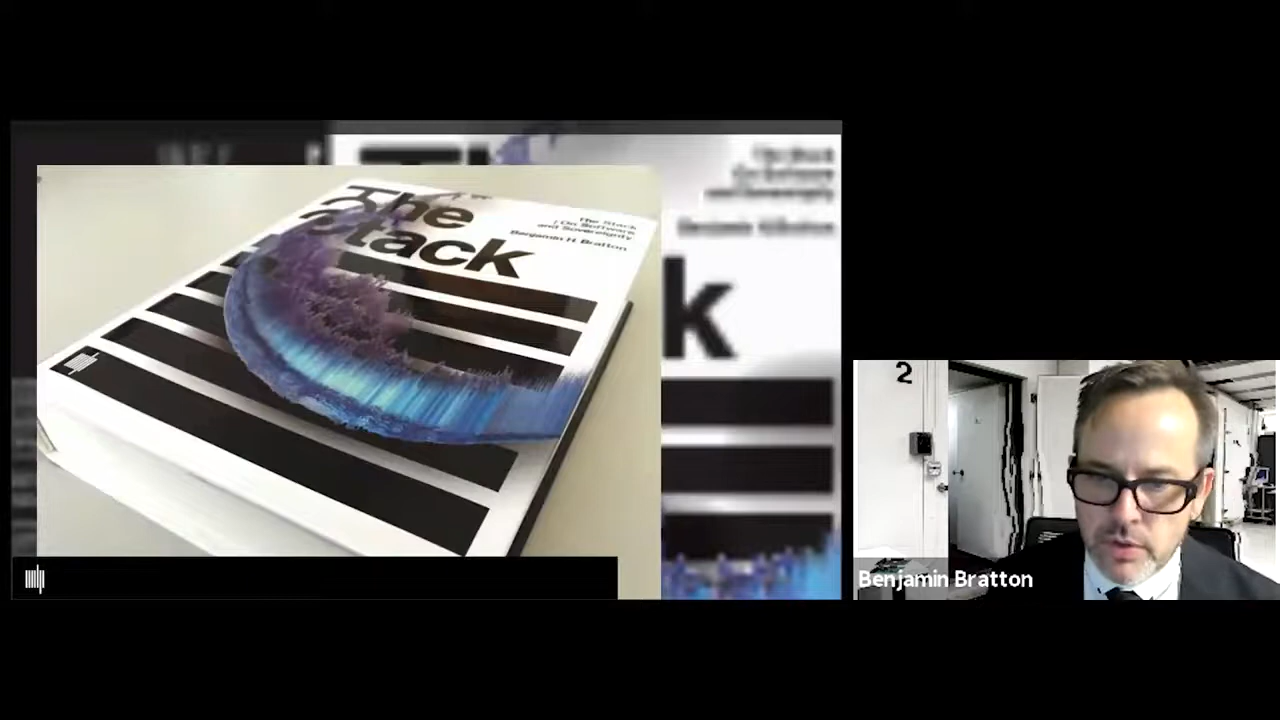 The
Stack
The Stack
/ On Software
and Sovereignty
Benjamin H. Bratton
k
2
Benjamin Bratton